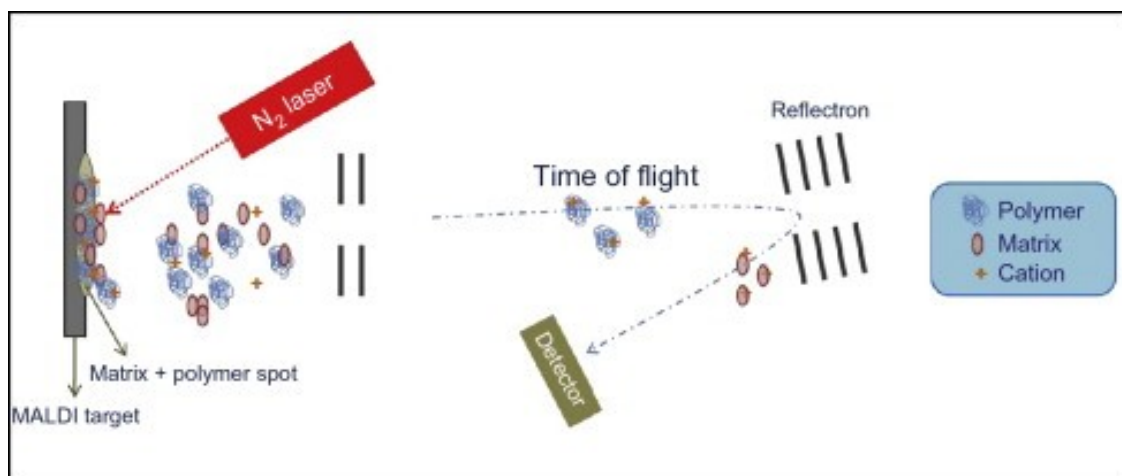 N₂ laser
Reflectron
Time of flight
Polymer
Matrix
Cation
Detector
Matrix + polymer spot
MALDI target